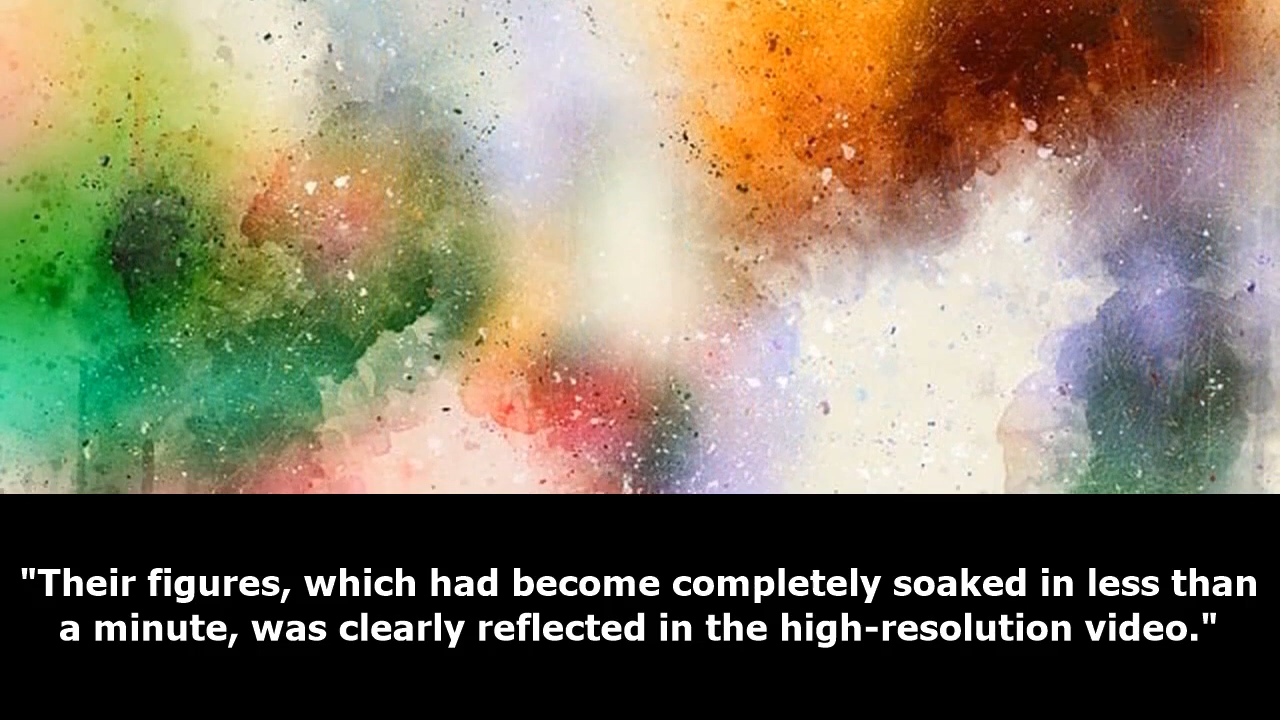 "Their figures, which had become completely soaked in less than
a minute, was clearly reflected in the high-resolution video."